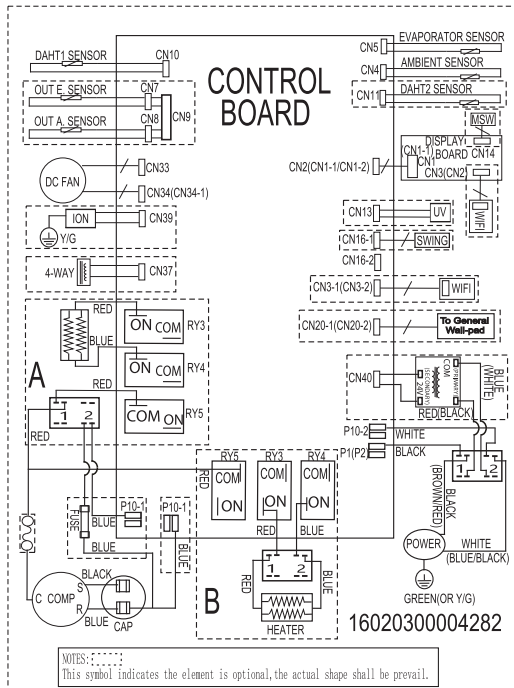 EVAPORATOR SENSOR
CN5
DAHT1 SENSOR
CN10
AMBIENT SENSOR
CN4
OUT E. SENSOR
CN7
CN9
OUT A. SENSOR
CN8
CONTROL
BOARD
DAHT2 SENSOR
CN11
MSW
DISPLAY
BOARD
CN14
(CN1-1)
CN1
CN2(CN1-1/CN1-2)
CN3(CN2)
WIFI
DC FAN
CN33
CN34(CN34-1)
ION
CN39
Y/G
CN13
UV
CN16-1
SWING
CN16-2
4-WAY
CN37
CN3-1(CN3-2)
WIFI
CN20-1(CN20-2)
To General
Wall-pad
RED
ON COM
RY3
BLUE
ON COM
RY4
A
RED
COM ON
RY5
1 2
RED
CN40
COM
24V
(SECONDARY)
(PRIMARY)
BLUE
(WHITE)
RED(BLACK)
P10-2
WHITE
P1(P2)
BLACK
1 2
BLACK
(BROWN/RED)
POWER
WHITE
(BLUE/BLACK)
GREEN(OR Y/G)
RY5
RY3
RY4
RED
COM
ON
COM
ON
COM
ON
RED
BLUE
1 2
RED
BLUE
B
HEATER
FUSE
BLUE
P10-1
P10-1
BLUE
BLUE
C COMP
S
R
BLACK
BLUE
CAP
16020300004282
NOTES:
This symbol indicates the element is optional,the actual shape shall be prevail.